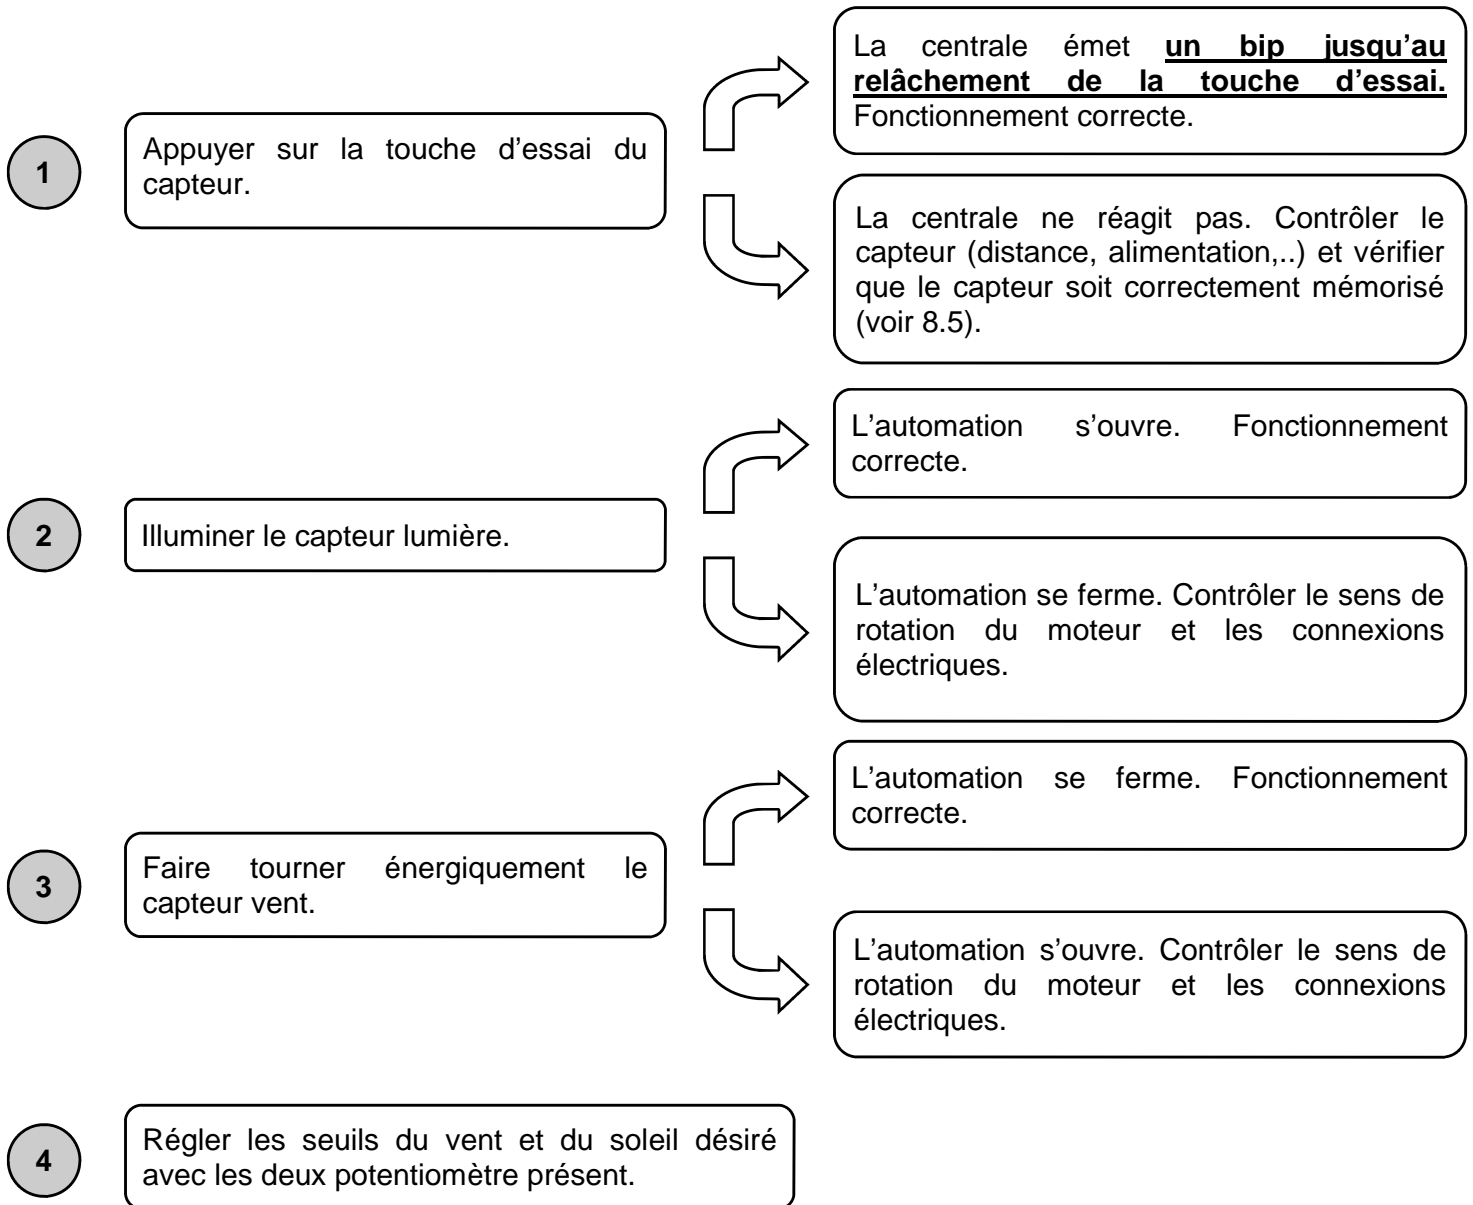 1
Appuyer sur la touche d'essai du
capteur.
La centrale émet un bip jusqu'au
relâchement de la touche d'essai.
Fonctionnement correcte.
La centrale ne réagit pas. Contrôler le
capteur (distance, alimentation,..) et vérifier
que le capteur soit correctement mémorisé
(voir 8.5).
2
Illuminer le capteur lumière.
L'automation s'ouvre. Fonctionnement
correcte.
L'automation se ferme. Contrôler le sens de
rotation du moteur et les connexions
électriques.
3
Faire tourner énergiquement le
capteur vent.
L'automation se ferme. Fonctionnement
correcte.
L'automation s'ouvre. Contrôler le sens de
rotation du moteur et les connexions
électriques.
4
Régler les seuils du vent et du soleil désiré
avec les deux potentiomètre présent.